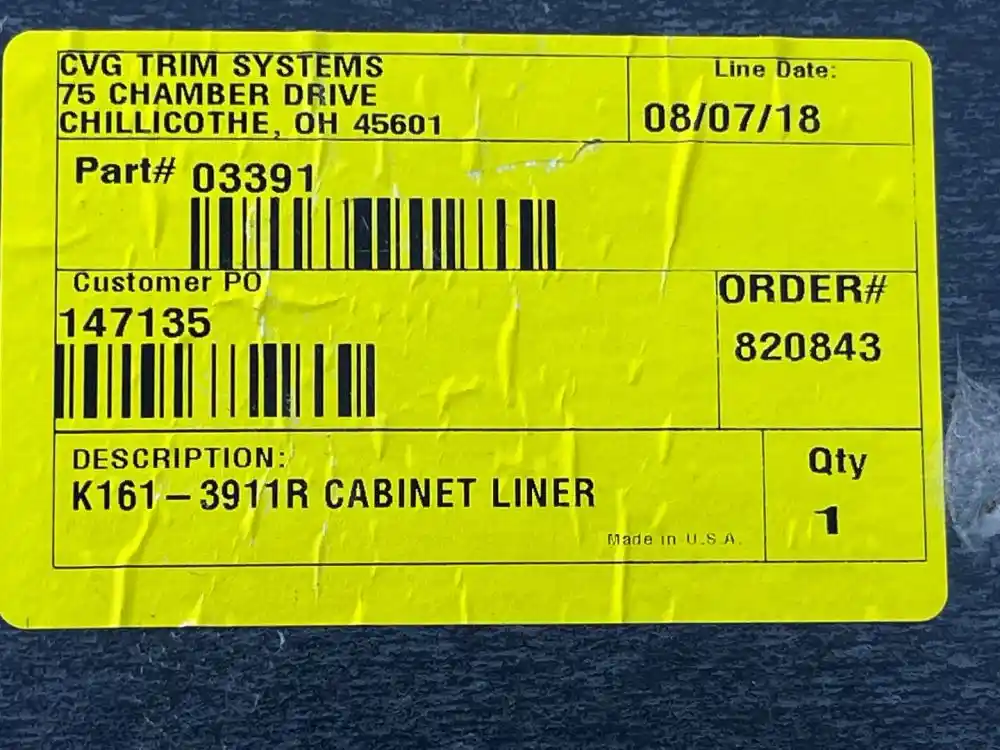 CVG TRIM SYSTEMS
75 CHAMBER DRIVE
CHILLICOTHE, OH 45601
Line Date:
08/07/18
Part# 03391
Customer PO
147135
ORDER#
820843
DESCRIPTION:
K161-3911R CABINET LINER
Made in U.S.A.
Qty
1